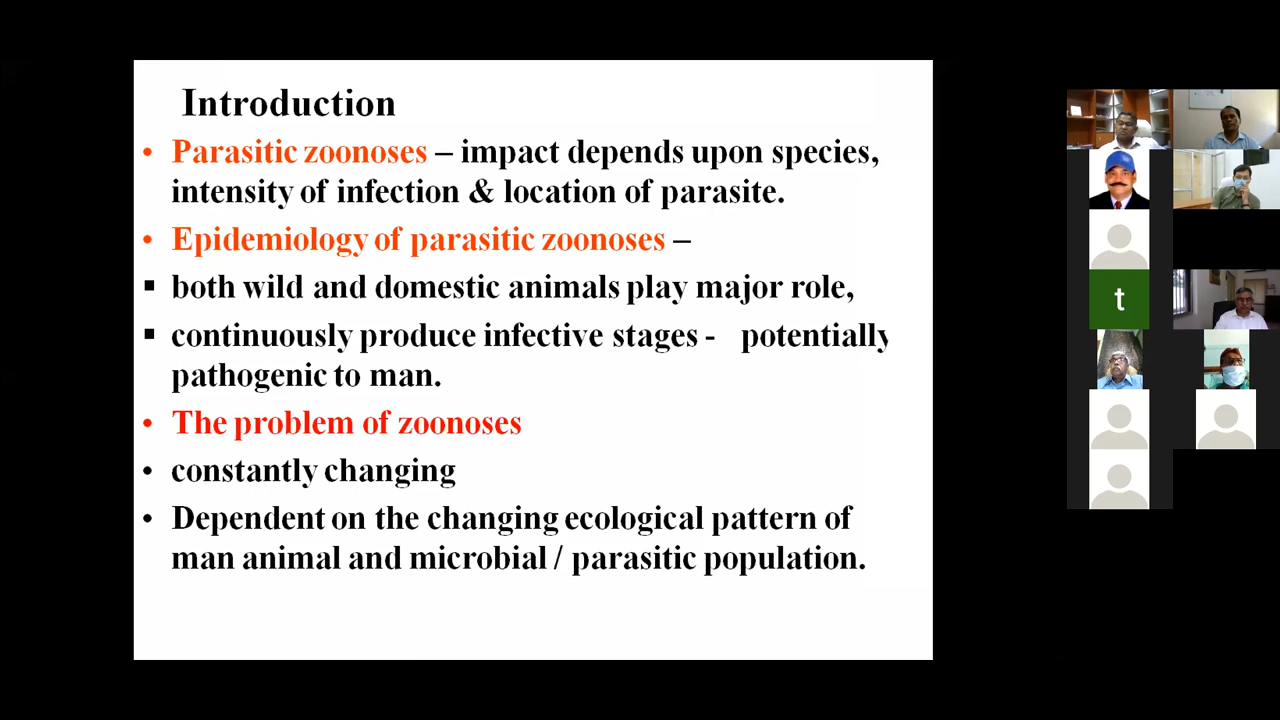 Introduction
• Parasitic zoonoses – impact depends upon species,
intensity of infection & location of parasite.
• Epidemiology of parasitic zoonoses –
▪ both wild and domestic animals play major role,
▪ continuously produce infective stages - potentially
pathogenic to man.
• The problem of zoonoses
• constantly changing
• Dependent on the changing ecological pattern of
man animal and microbial / parasitic population.
t